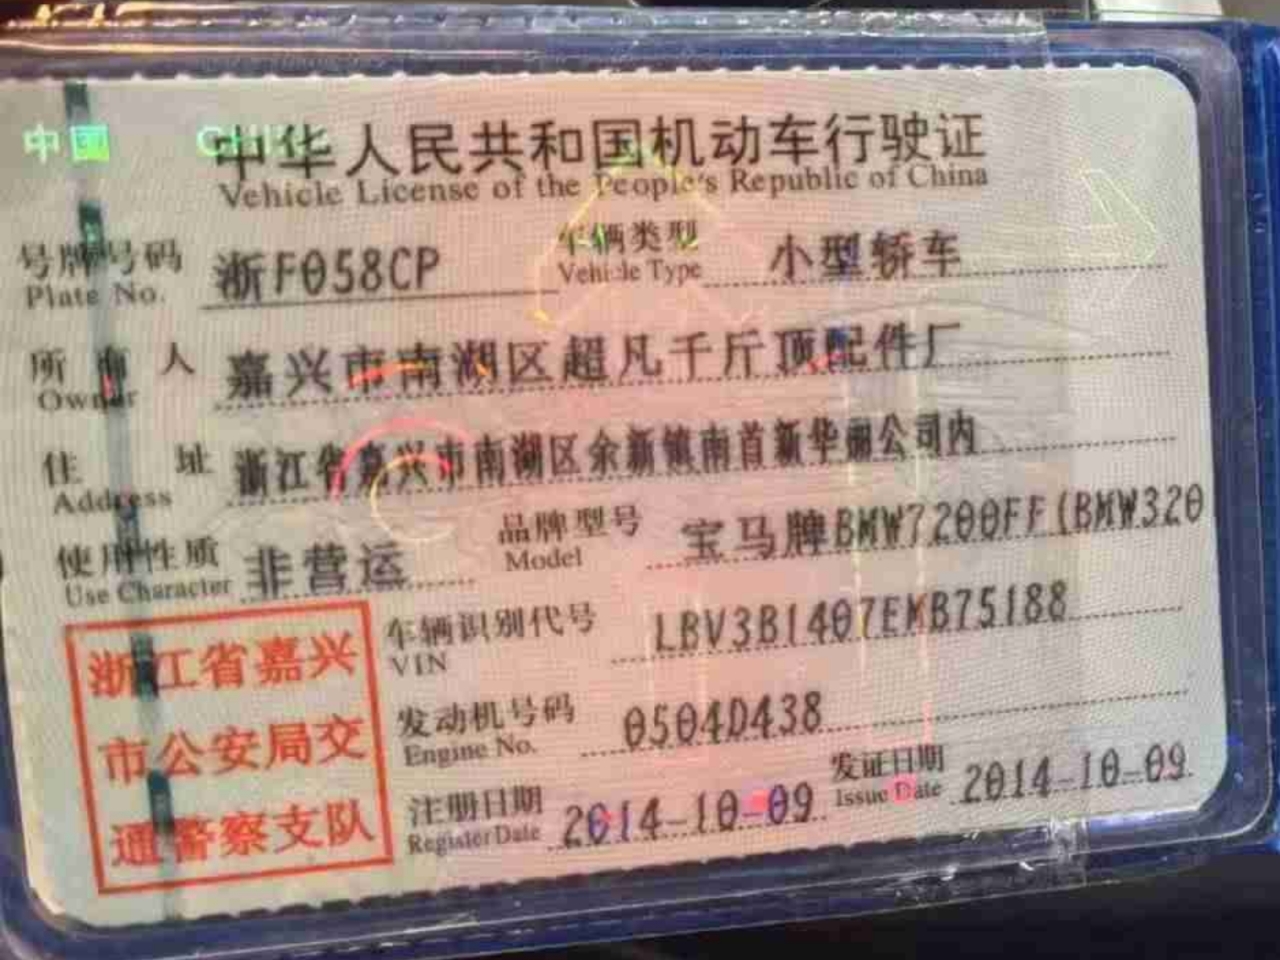 中国
中华人民共和国机动车行驶证
Vehicle License of the People's Republic of China
号牌号码 浙F058CP 车辆类型 小型轿车
Plate No. Vehicle Type
所有人 嘉兴市南湖区超凡千斤顶配件厂
Owner
住址 浙江省嘉兴市南湖区余新镇南首新华丽公司内
Address
使用性质 非营运 品牌型号 宝马牌BMW7200FF(BMW320
Use Character Model
车辆识别代号 LBV3B1407EKB75188
VIN
发动机号码 0504D438
Engine No.
注册日期 2014-10-09 发证日期 2014-10-09
Register Date Issue Date
浙江省嘉兴
市公安局交
通警察支队